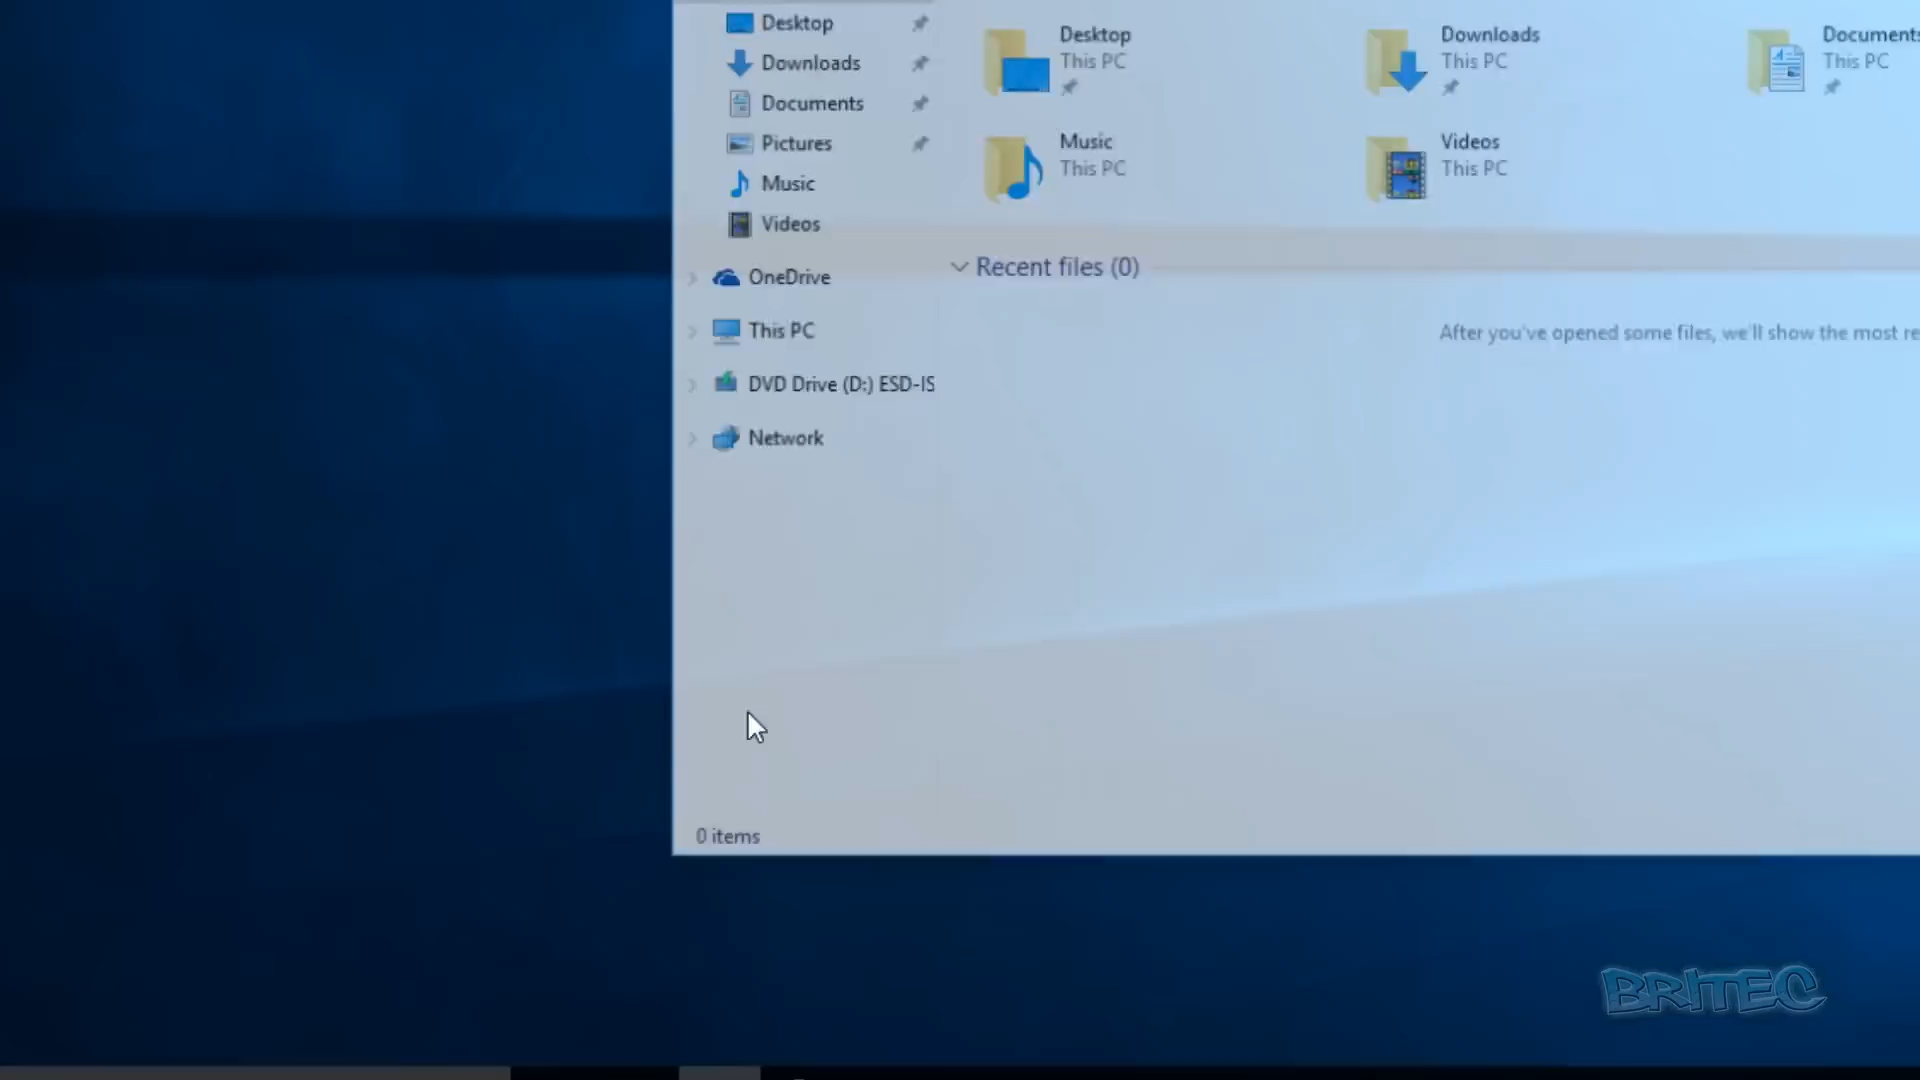 Desktop
Downloads
Documents
Pictures
Music
Videos
OneDrive
This PC
DVD Drive (D:) ESD-IS
Network
Desktop
This PC
Downloads
This PC
Documents
This PC
Music
This PC
Videos
This PC
Recent files (0)
After you've opened some files, we'll show the most re
0 items
BRITEC